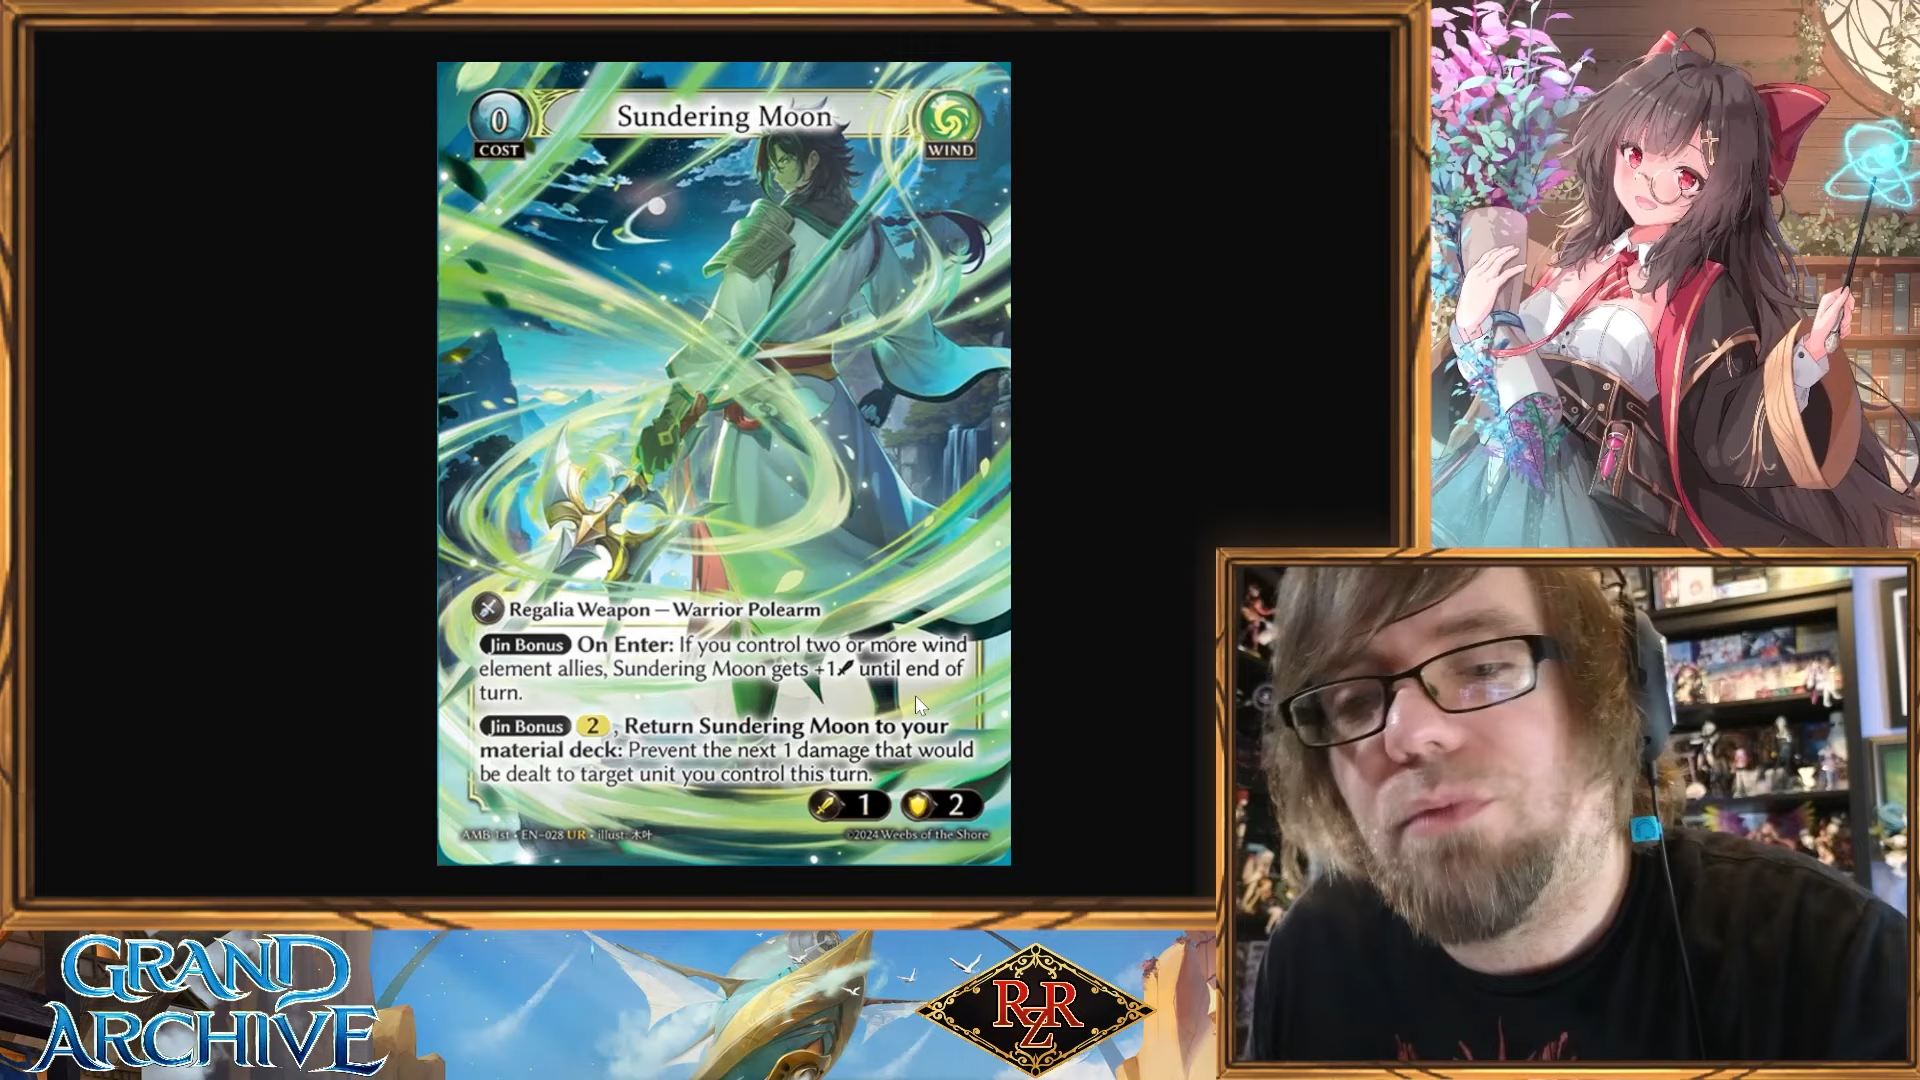 0
COST
Sundering Moon
WIND
Regalia Weapon — Warrior Polearm
Jin Bonus On Enter: If you control two or more wind
element allies, Sundering Moon gets +1 until end of
turn.
Jin Bonus 2, Return Sundering Moon to your
material deck: Prevent the next 1 damage that would
be dealt to target unit you control this turn.
1 2
AMB 1st • EN-028 UR • illust: 木叶
©2024 Weebs of the Shore
GRAND
ARCHIVE
RZR